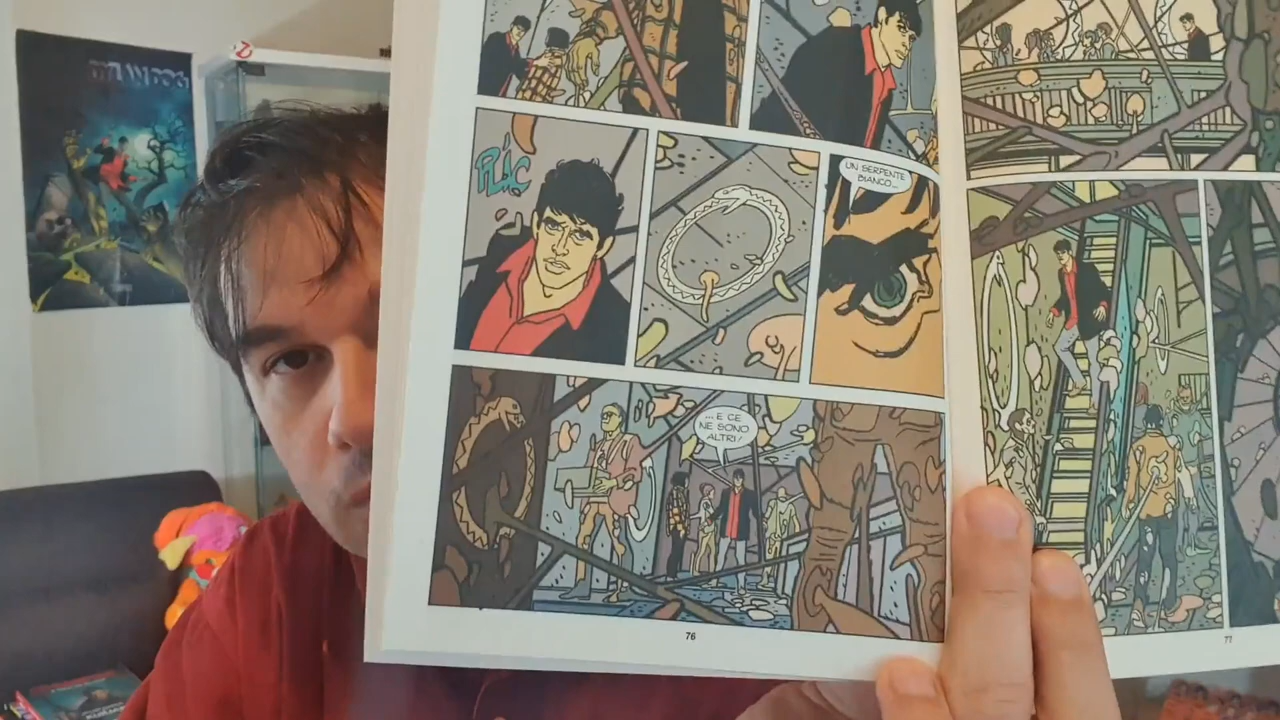 DYLAN DOG
PLIC
UN SERPENTE
BIANCO...
...E CE
NE SONO
ALTRI!
76
77